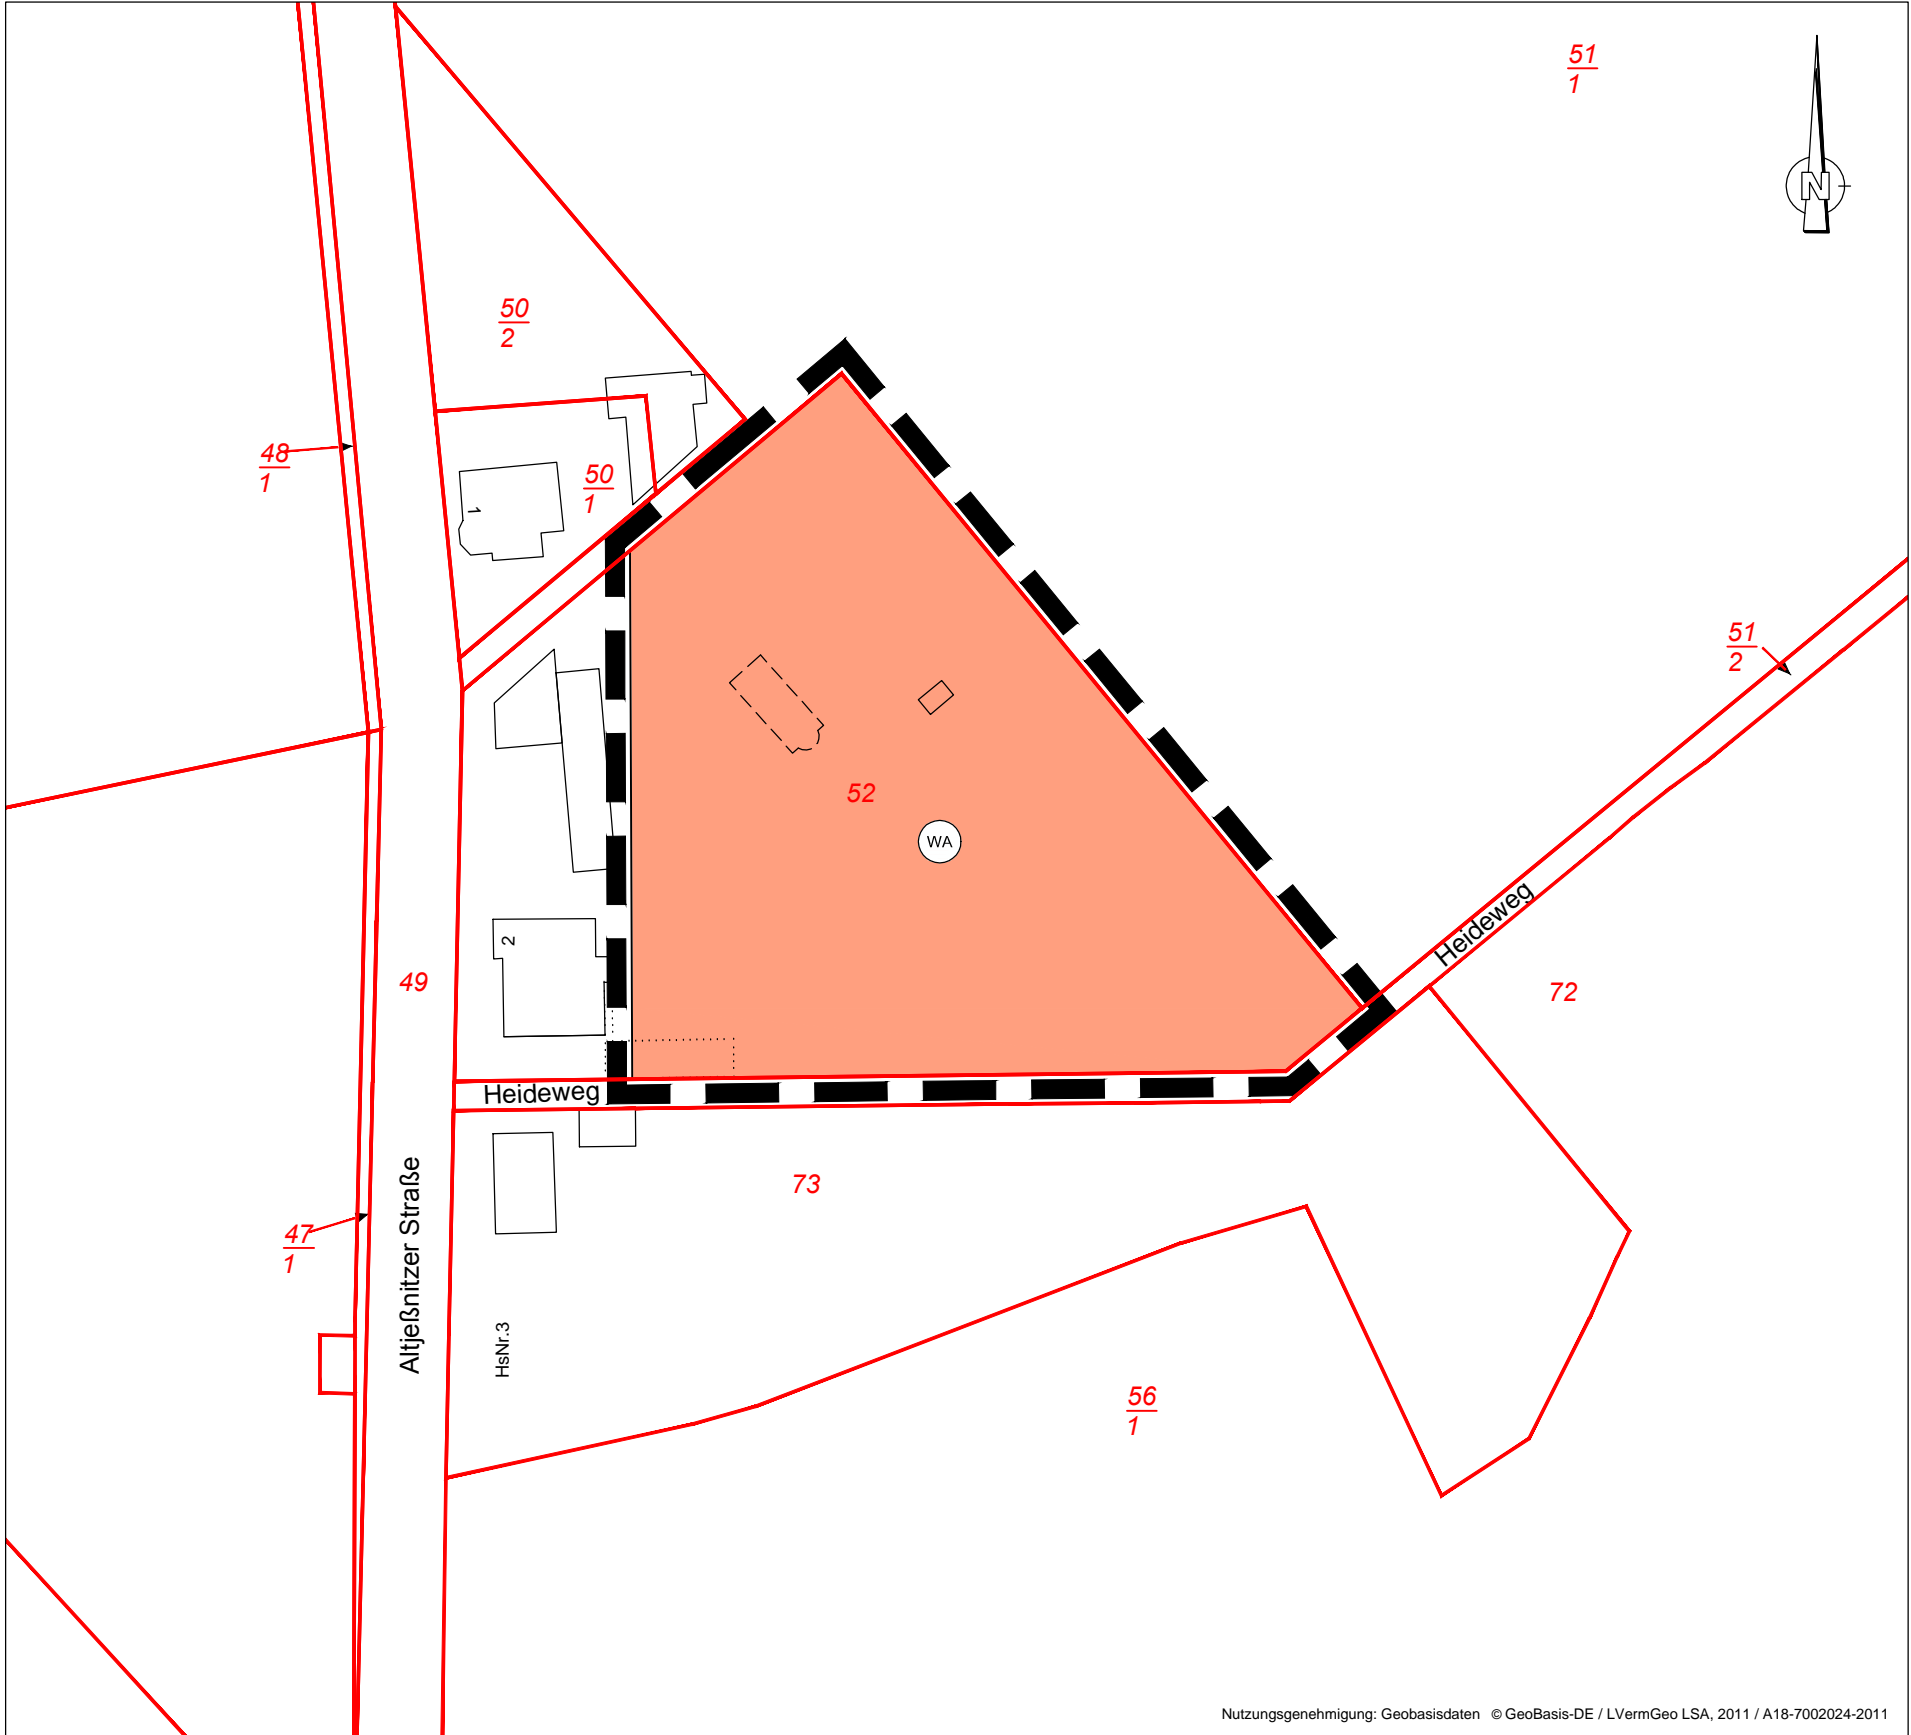 51
1
N
50
2
48
1
50
1
1
51
2
52
WA
2
49
Heideweg
72
Heideweg
73
Altjeßnitzer Straße
47
1
HsNr.3
56
1
Nutzungsgenehmigung: Geobasisdaten © GeoBasis-DE / LVermGeo LSA, 2011 / A18-7002024-2011